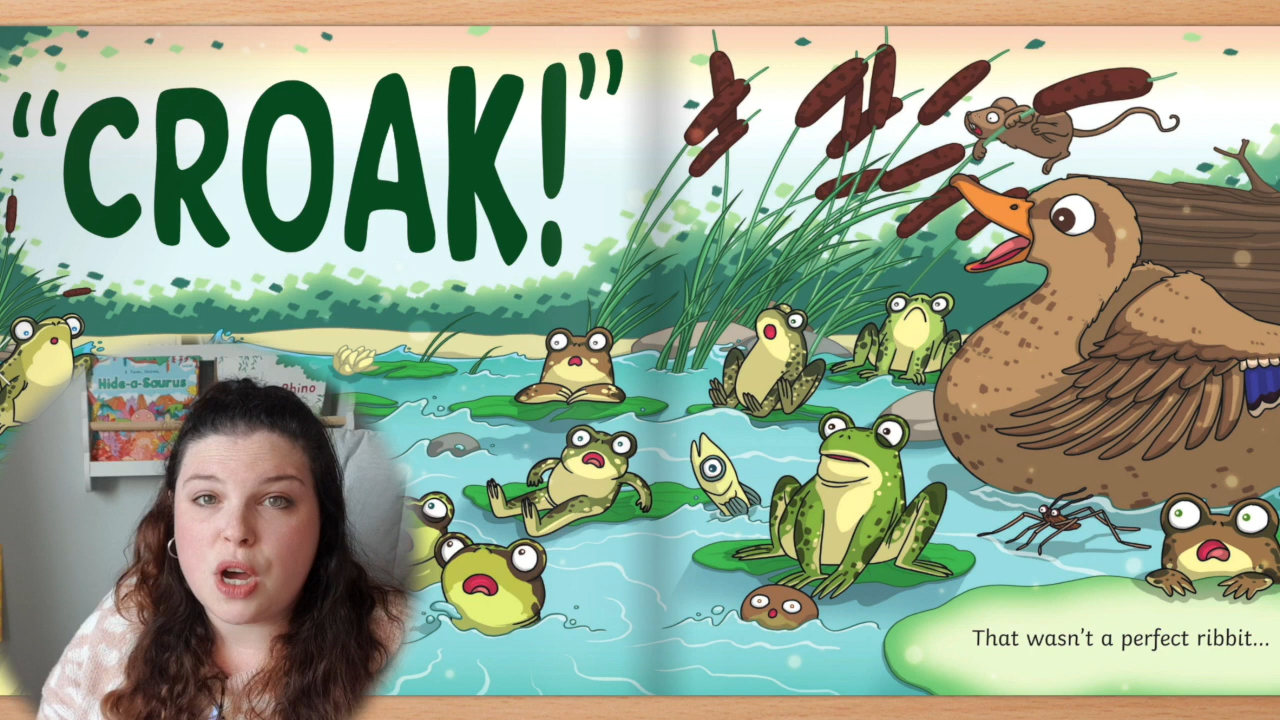 “CROAK!”
Hide-a-Saurus
Rhino
That wasn’t a perfect ribbit...